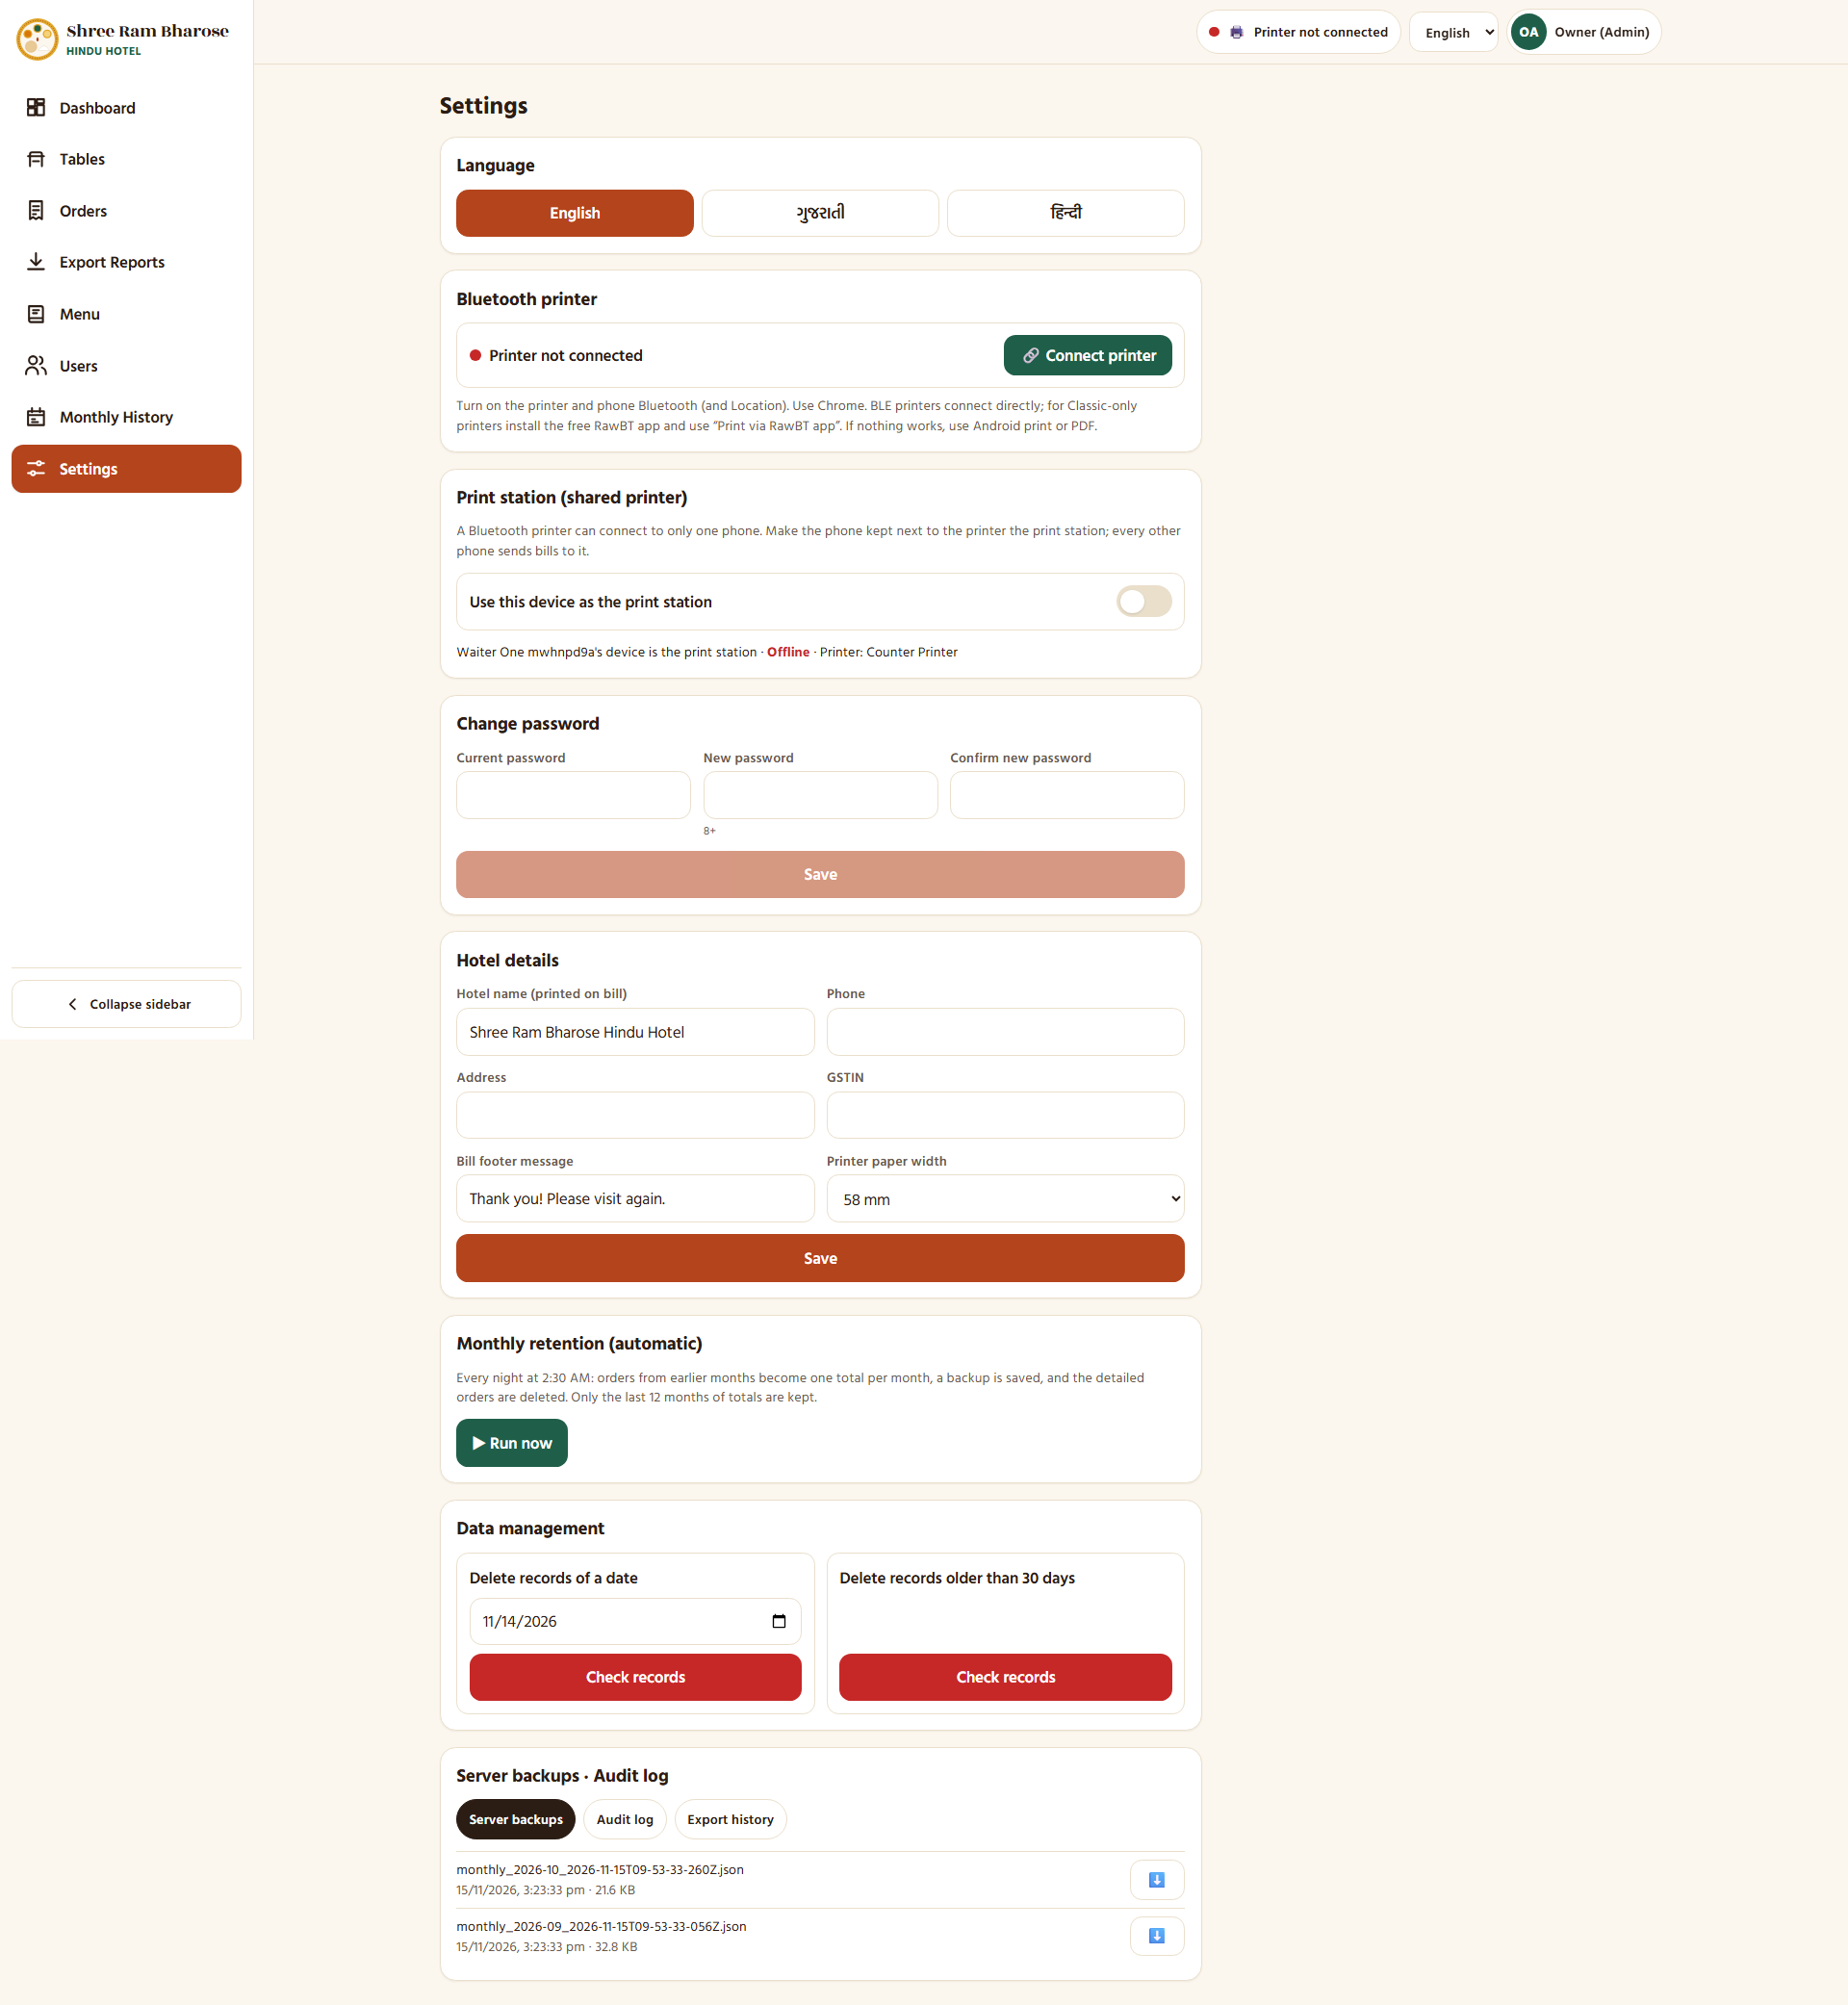 Shree Ram Bharose
HINDU HOTEL
Dashboard
Tables
Orders
Export Reports
Menu
Users
Monthly History
Settings
Collapse sidebar
Printer not connected
English
OA
Owner (Admin)
Settings
Language
English
ગુજરાતી
हिन्दी
Bluetooth printer
Printer not connected
Connect printer
Turn on the printer and phone Bluetooth (and Location). Use Chrome. BLE printers connect directly; for Classic-only
printers install the free RawBT app and use "Print via RawBT app". If nothing works, use Android print or PDF.
Print station (shared printer)
A Bluetooth printer can connect to only one phone. Make the phone kept next to the printer the print station; every other
phone sends bills to it.
Use this device as the print station
Waiter One mwhnpd9a's device is the print station · Offline · Printer: Counter Printer
Change password
Current password
New password
Confirm new password
8+
Save
Hotel details
Hotel name (printed on bill)
Phone
Shree Ram Bharose Hindu Hotel
Address
GSTIN
Bill footer message
Printer paper width
Thank you! Please visit again.
58 mm
Save
Monthly retention (automatic)
Every night at 2:30 AM: orders from earlier months become one total per month, a backup is saved, and the detailed
orders are deleted. Only the last 12 months of totals are kept.
Run now
Data management
Delete records of a date
11/14/2026
Check records
Delete records older than 30 days
Check records
Server backups · Audit log
Server backups
Audit log
Export history
monthly_2026-10_2026-11-15T09-53-33-260Z.json
15/11/2026, 3:23:33 pm · 21.6 KB
monthly_2026-09_2026-11-15T09-53-33-056Z.json
15/11/2026, 3:23:33 pm · 32.8 KB